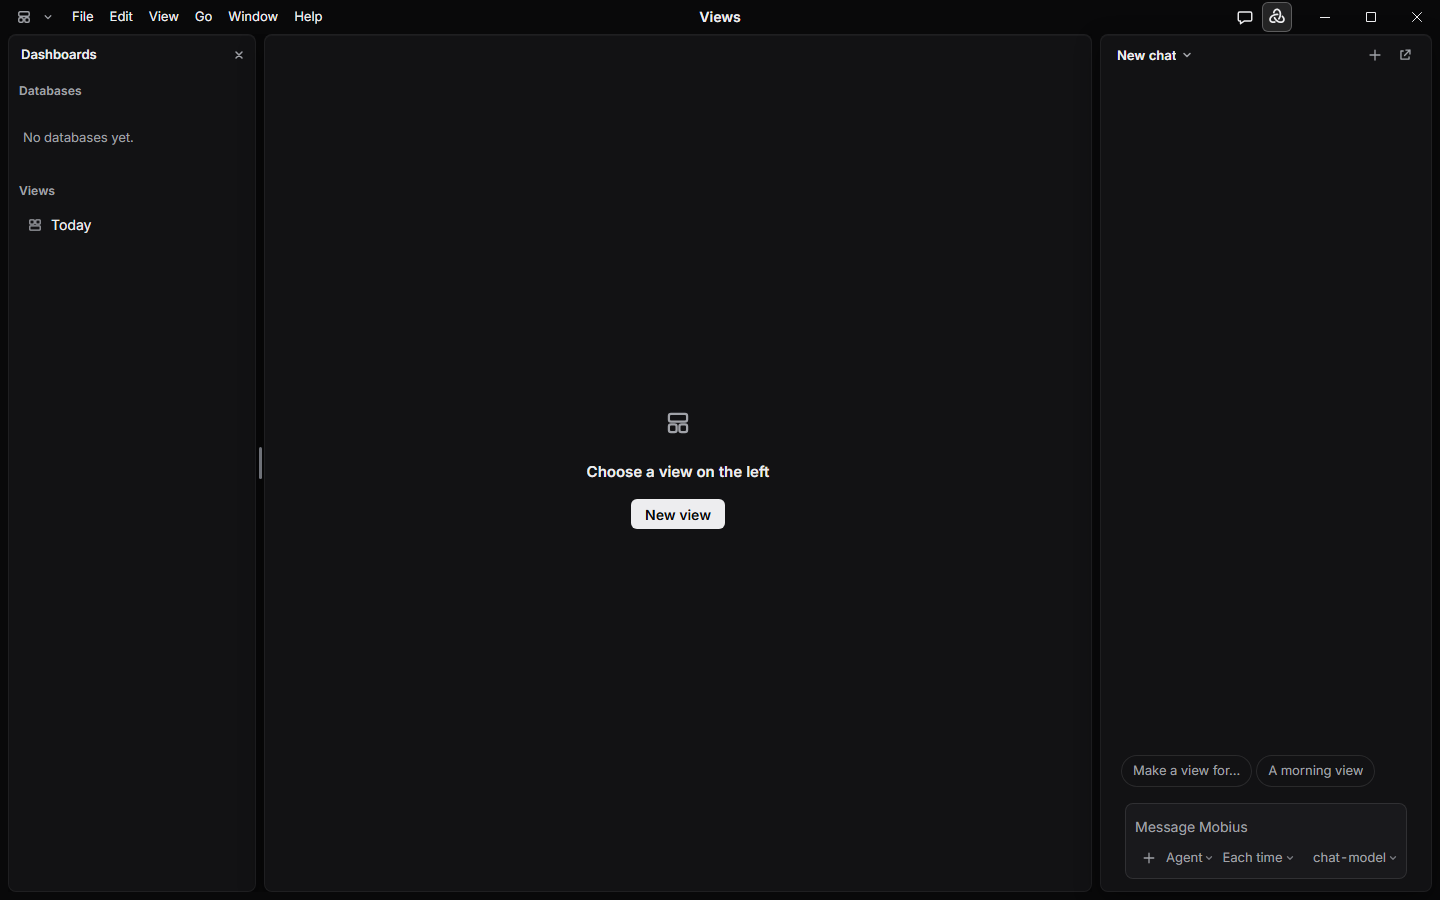 File Edit View Go Window Help
Views
Dashboards
Databases
No databases yet.
Views
Today
Choose a view on the left
New view
New chat
Make a view for...
A morning view
Message Mobius
Agent
Each time
chat-model